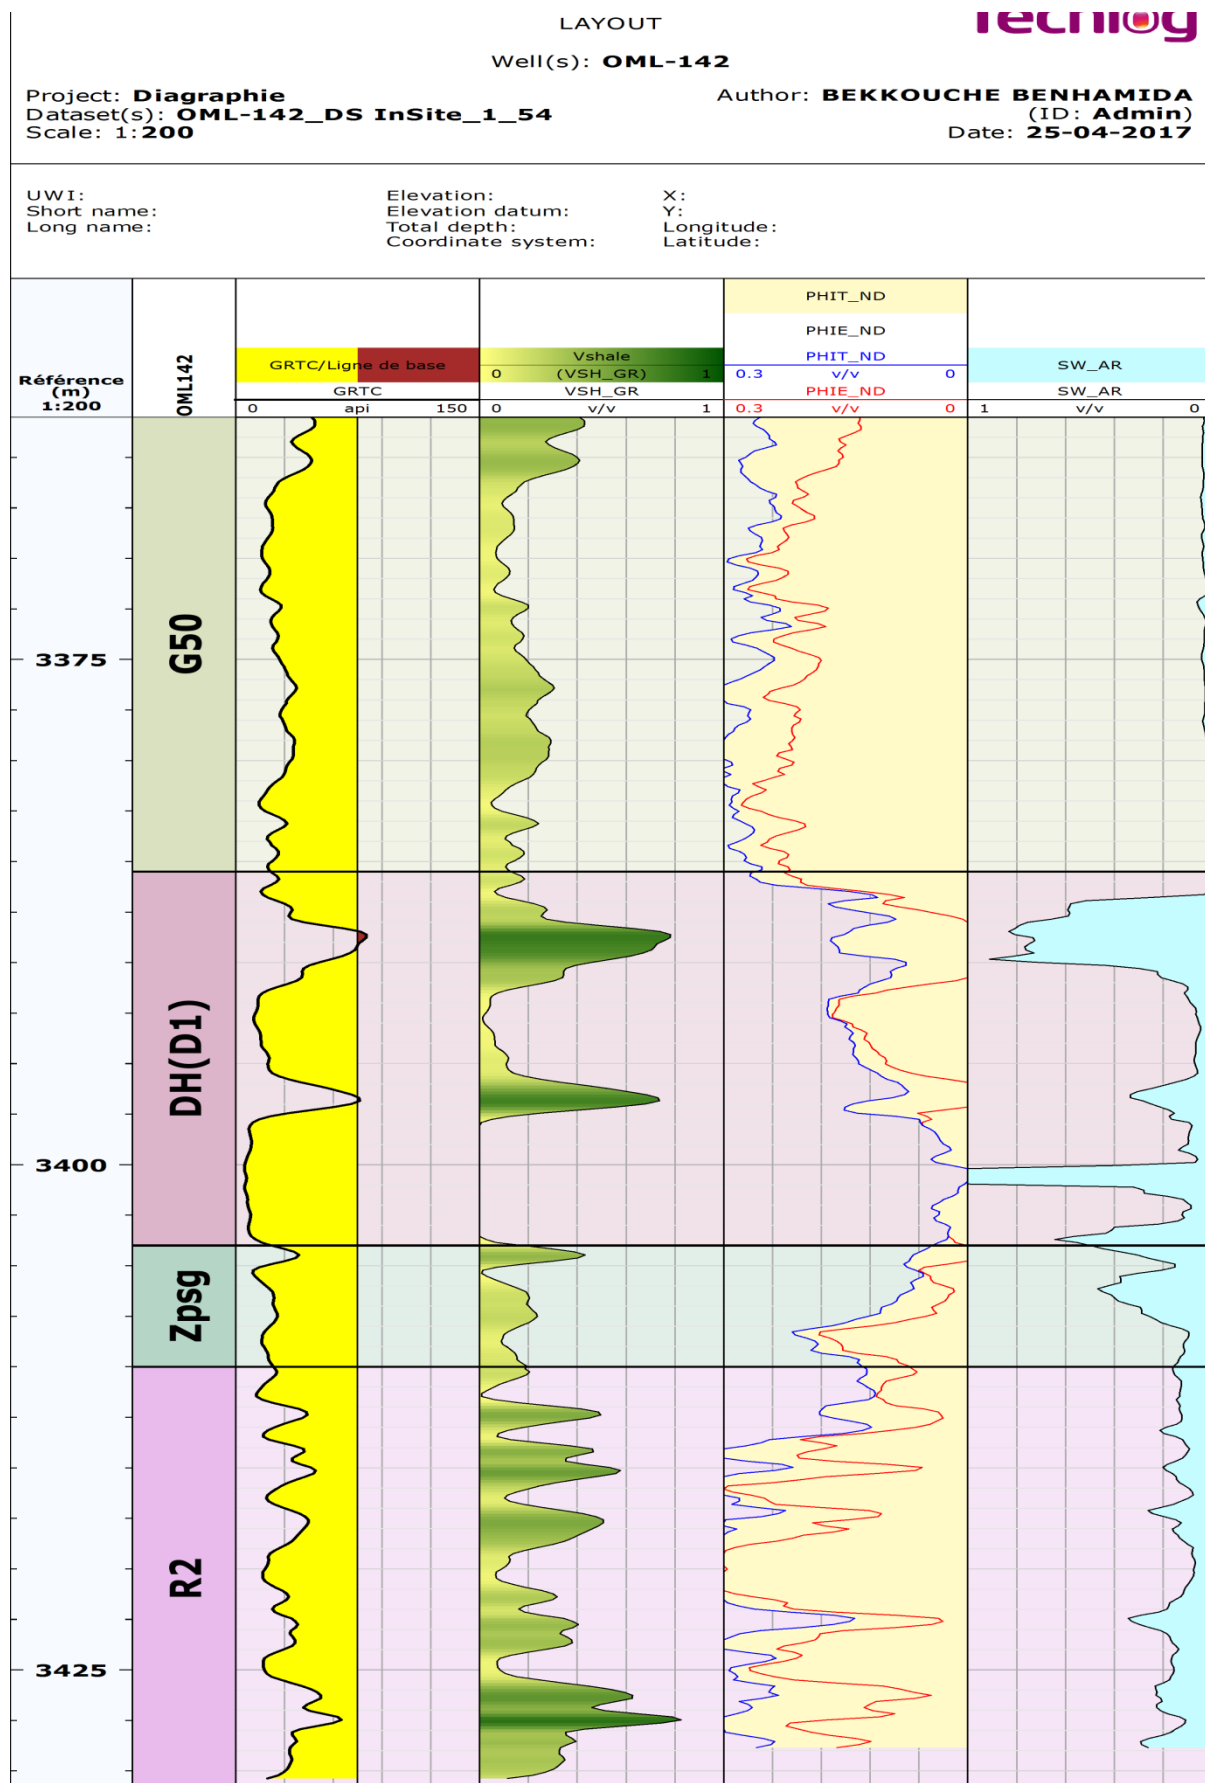 LAYOUT
Techlog
Well(s): OML-142
Project: Diagraphie
Dataset(s): OML-142_DS InSite_1_54
Scale: 1:200
Author: BEKKOUCHE BENHAMIDA
(ID: Admin)
Date: 25-04-2017
UWI:
Short name:
Long name:
Elevation:
Elevation datum:
Total depth:
Coordinate system:
X:
Y:
Longitude:
Latitude:
Référence
(m)
1:200
OML142
GRTC/Ligne de base
GRTC
0 api 150
Vshale
0 (VSH_GR) 1
VSH_GR
0 v/v 1
PHIT_ND
PHIE_ND
PHIT_ND
0.3 v/v 0
PHIE_ND
0.3 v/v 0
SW_AR
SW_AR
1 v/v 0
G50
3375
DH(D1)
3400
Zpsg
R2
3425